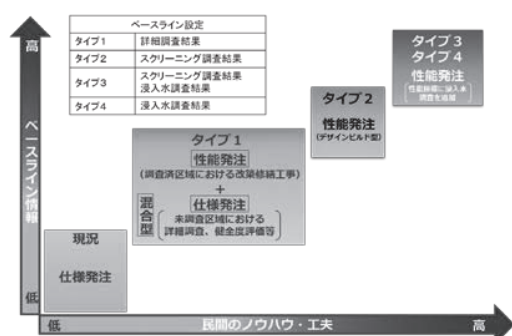 ベースライン設定
タイプ1 詳細調査結果
タイプ2 スクリーニング調査結果
タイプ3 スクリーニング調査結果
浸入水調査結果
タイプ4 浸入水調査結果
高
ベースライン情報
低
現況
仕様発注
タイプ1
性能発注
(調査済区域における改築修繕工事)
+
混合型
仕様発注
未調査区域における
詳細調査、健全度評価等
タイプ2
性能発注
(デザインビルド型)
タイプ3
タイプ4
性能発注
調査を追加
低
民間のノウハウ・工夫
高